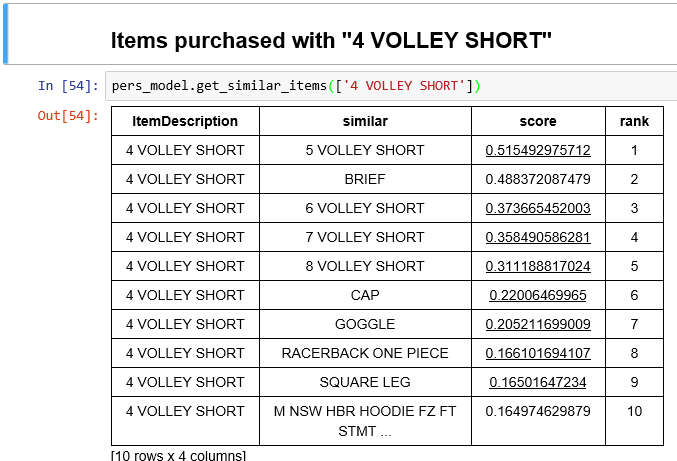 Items purchased with "4 VOLLEY SHORT"
In [54]: pers_model.get_similar_items(['4 VOLLEY SHORT'])
Out[54]:
ItemDescription similar score rank
4 VOLLEY SHORT 5 VOLLEY SHORT 0.515492975712 1
4 VOLLEY SHORT BRIEF 0.488372087479 2
4 VOLLEY SHORT 6 VOLLEY SHORT 0.373665452003 3
4 VOLLEY SHORT 7 VOLLEY SHORT 0.358490586281 4
4 VOLLEY SHORT 8 VOLLEY SHORT 0.311188817024 5
4 VOLLEY SHORT CAP 0.22006469965 6
4 VOLLEY SHORT GOGGLE 0.205211699009 7
4 VOLLEY SHORT RACERBACK ONE PIECE 0.166101694107 8
4 VOLLEY SHORT SQUARE LEG 0.16501647234 9
4 VOLLEY SHORT M NSW HBR HOODIE FZ FT 0.164974629879 10
STMT ...
[10 rows x 4 columns]